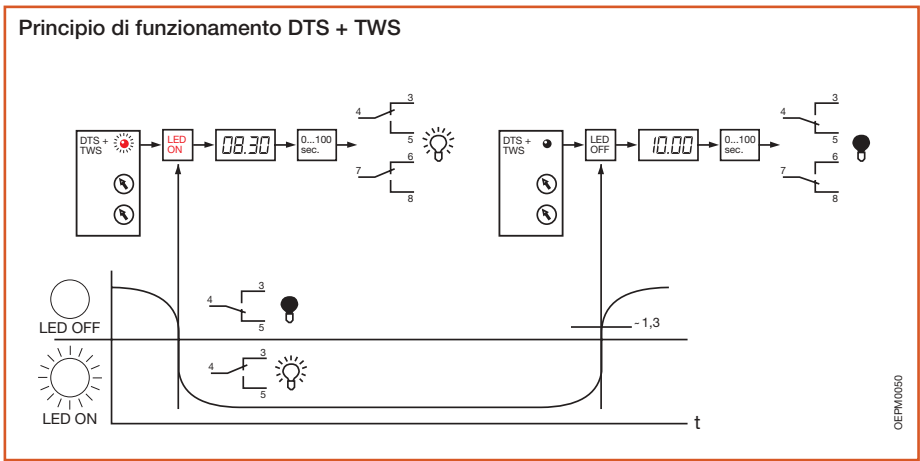 Principio di funzionamento DTS + TWS
DTS +
TWS
LED
ON
08.30
0...100
sec.
4
3
5
7
6
8
DTS +
TWS
LED
OFF
10.00
0...100
sec.
4
3
5
7
6
8
LED OFF
4
3
5
~1,3
LED ON
4
3
5
t
OEPM0050